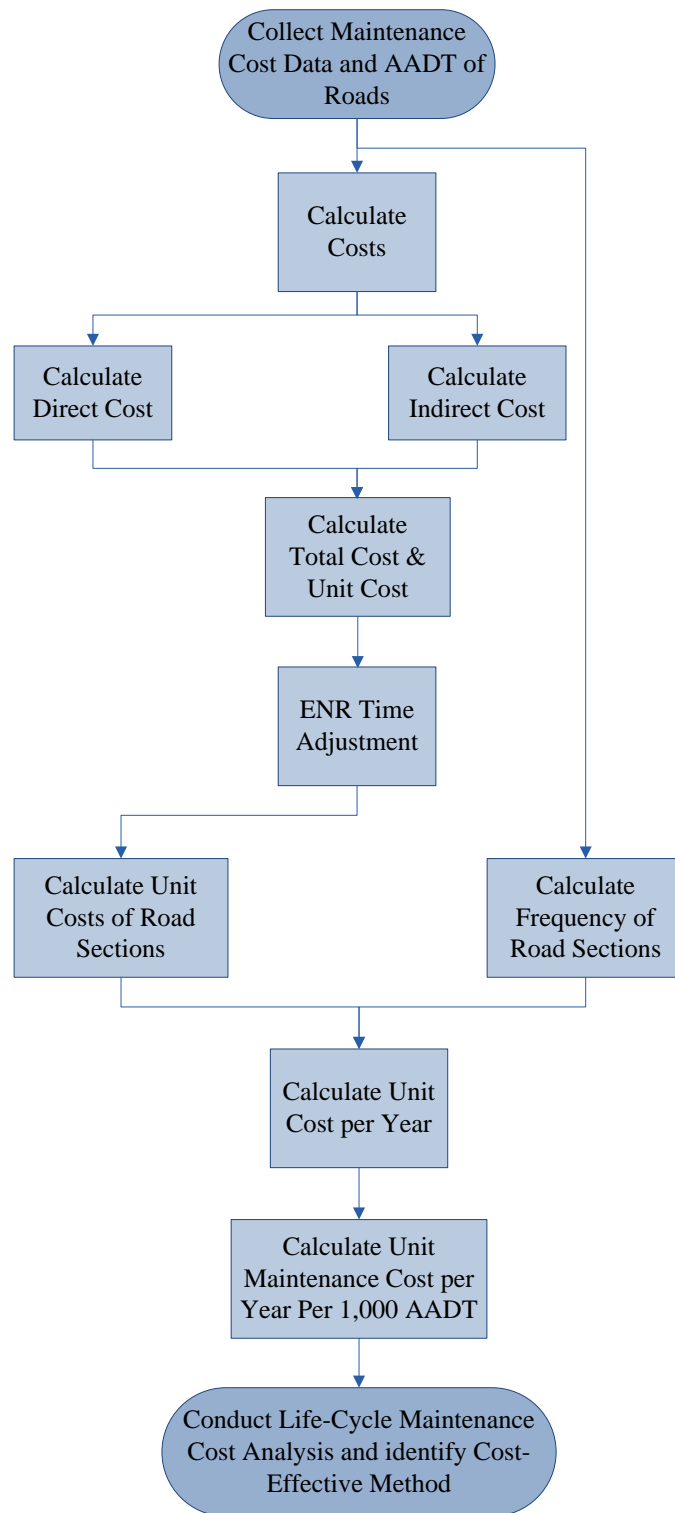 Collect Maintenance
Cost Data and AADT of
Roads
Calculate
Costs
Calculate
Direct Cost
Calculate
Indirect Cost
Calculate
Total Cost &
Unit Cost
ENR Time
Adjustment
Calculate Unit
Costs of Road
Sections
Calculate
Frequency of
Road Sections
Calculate Unit
Cost per Year
Calculate Unit
Maintenance Cost per
Year Per 1,000 AADT
Conduct Life-Cycle Maintenance
Cost Analysis and identify Cost-
Effective Method